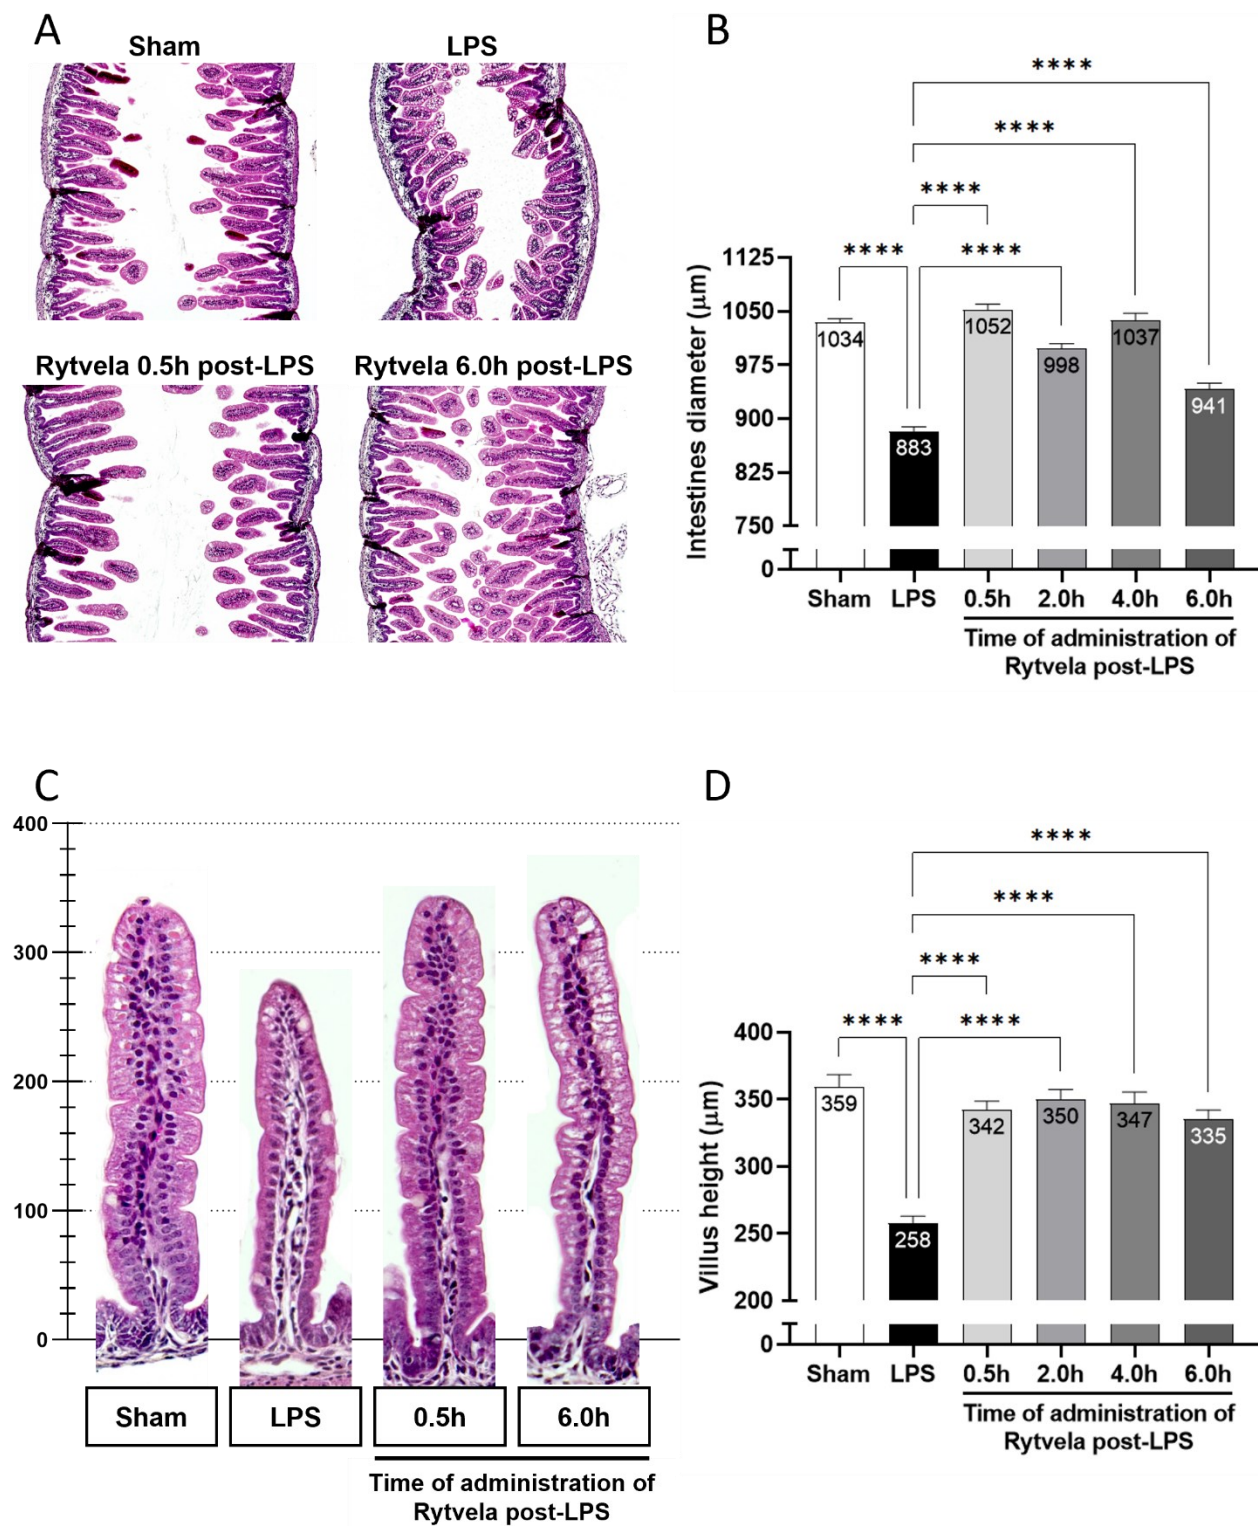 A
Sham
LPS
Rytvela 0.5h post-LPS
Rytvela 6.0h post-LPS
B
****
****
****
****
****
Intestines diameter (µm)
1125
1050
975
900
825
750
0
1034
883
1052
998
1037
941
Sham
LPS
0.5h
2.0h
4.0h
6.0h
Time of administration of
Rytvela post-LPS
C
400
300
200
100
0
Sham
LPS
0.5h
6.0h
Time of administration of
Rytvela post-LPS
D
****
****
****
****
****
Villus height (µm)
400
350
300
250
200
0
359
258
342
350
347
335
Sham
LPS
0.5h
2.0h
4.0h
6.0h
Time of administration of
Rytvela post-LPS